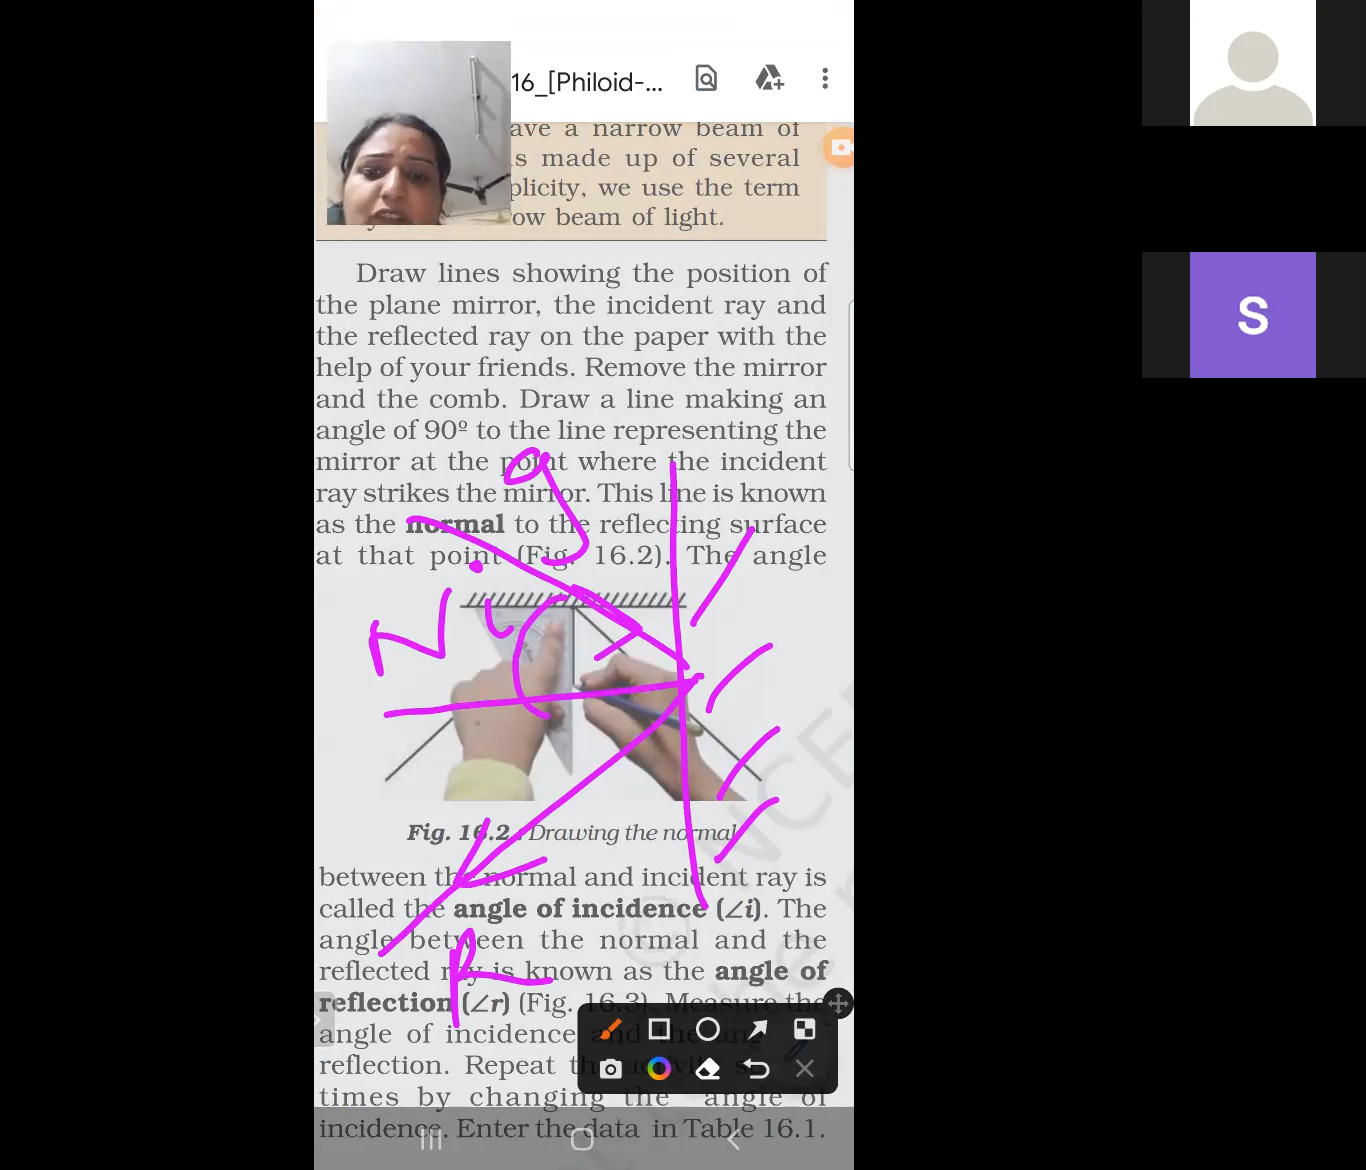 16_[Philoid-...
ave a narrow beam of
s made up of several
plicity, we use the term
ow beam of light.
Draw lines showing the position of
the plane mirror, the incident ray and
the reflected ray on the paper with the
help of your friends. Remove the mirror
and the comb. Draw a line making an
angle of 90º to the line representing the
mirror at the point where the incident
ray strikes the mirror. This line is known
as the normal to the reflecting surface
at that point (Fig. 16.2). The angle
N
i
Fig. 16.2 Drawing the normal
between the normal and incident ray is
called the angle of incidence (∠i). The
angle between the normal and the
reflected ray is known as the angle of
reflection (∠r) (Fig. 16.3). Measure the
R
angle of incidence and the
reflection. Repeat
times by changing the angle of
incidence. Enter the data in Table 16.1.
S